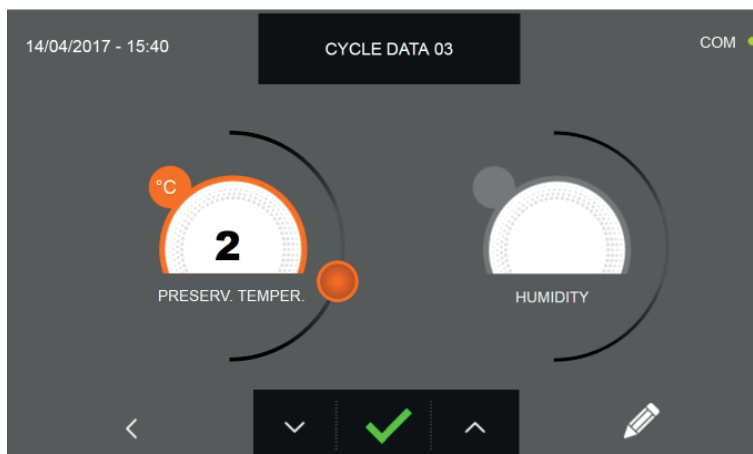 14/04/2017 - 15:40
CYCLE DATA 03
COM
°C
2
PRESERV. TEMPER.
HUMIDITY